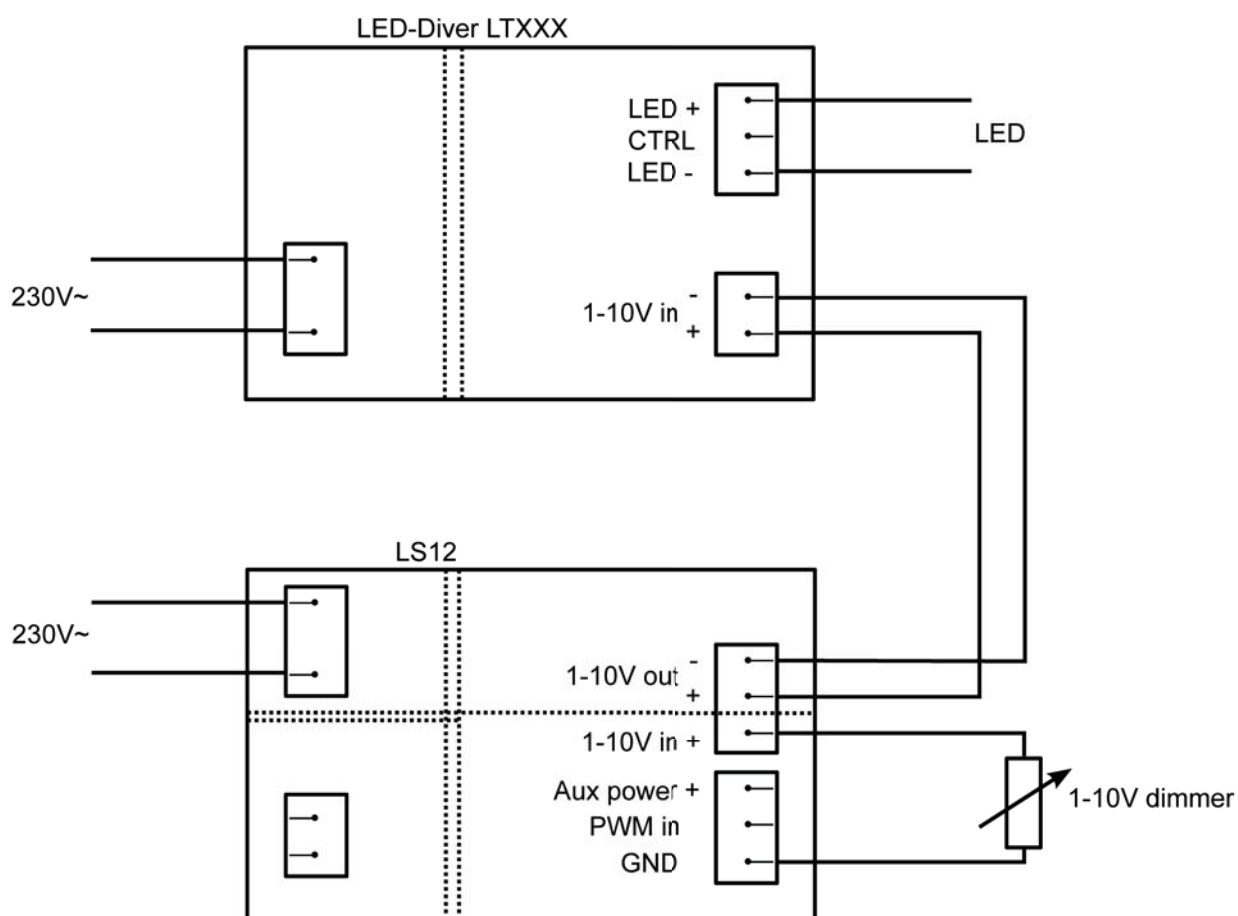 LED-Diver LTXXX
LED +
CTRL
LED -
LED
230V~
1-10V in
-
+
LS12
230V~
1-10V out
-
+
1-10V in +
Aux power +
PWM in
GND
1-10V dimmer